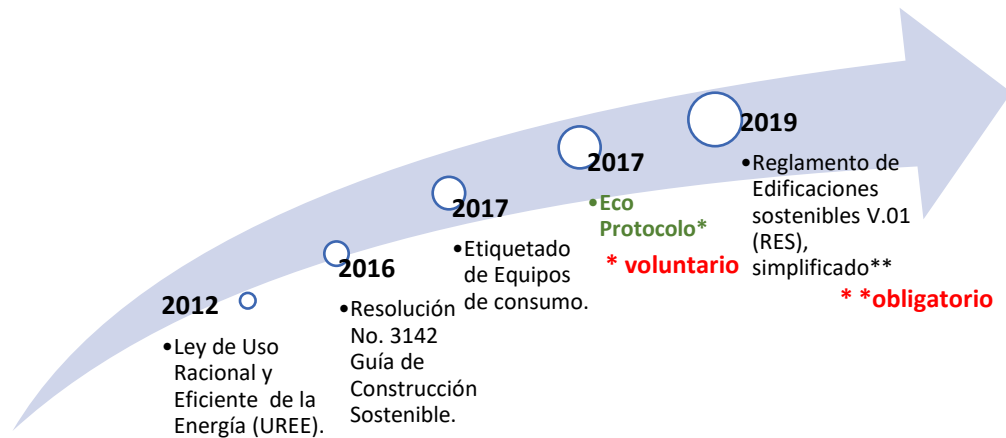 2012
•Ley de Uso
Racional y
Eficiente de la
Energía (UREE).
2016
•Resolución
No. 3142
Guía de
Construcción
Sostenible.
2017
•Etiquetado
de Equipos
de consumo.
2017
•Eco
Protocolo*
* voluntario
2019
•Reglamento de
Edificaciones
sostenibles V.01
(RES),
simplificado**
* *obligatorio